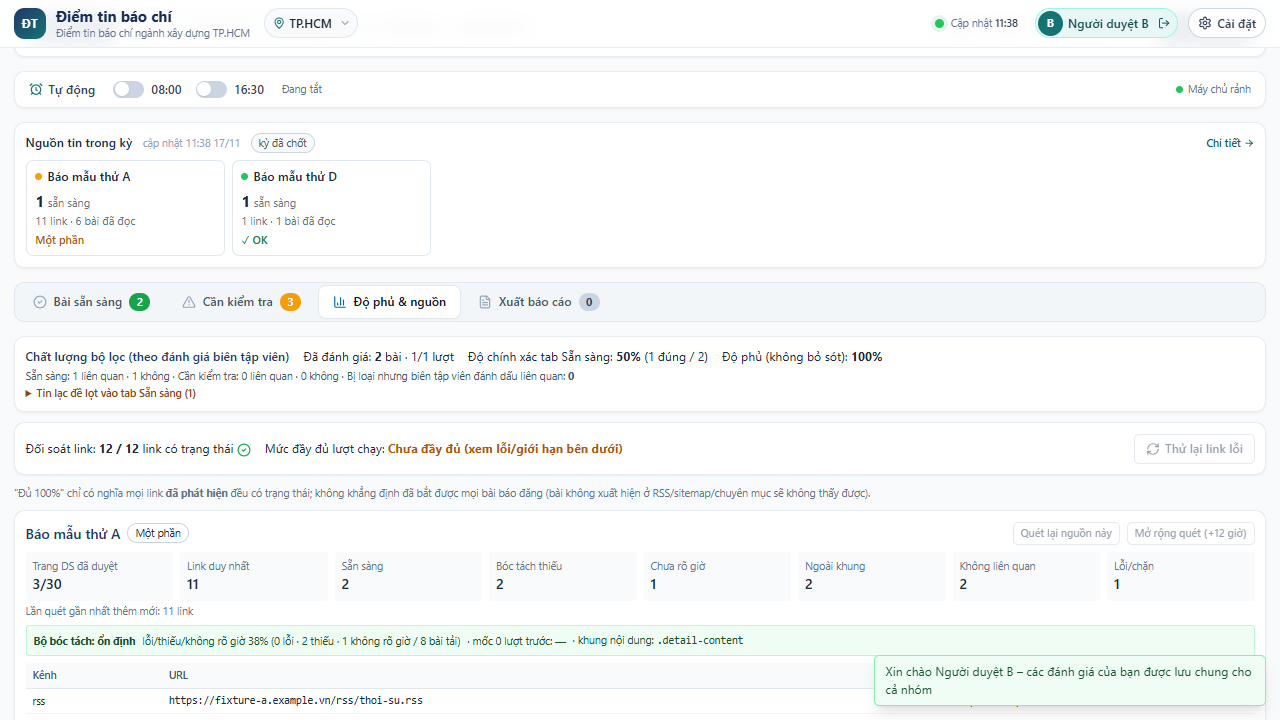 ĐT
Điểm tin báo chí
Điểm tin báo chí ngành xây dựng TP.HCM
TP.HCM
Cập nhật 11:38
B Người duyệt B
Cài đặt
Tự động 08:00 16:30 Đang tắt
Máy chủ rảnh
Nguồn tin trong kỳ cập nhật 11:38 17/11 kỳ đã chốt
Chi tiết →
Báo mẫu thử A
1 sẵn sàng
11 link · 6 bài đã đọc
Một phần
Báo mẫu thử D
1 sẵn sàng
1 link · 1 bài đã đọc
✓ OK
Bài sẵn sàng 2
Cần kiểm tra 3
Độ phủ & nguồn
Xuất báo cáo 0
Chất lượng bộ lọc (theo đánh giá biên tập viên) Đã đánh giá: 2 bài · 1/1 lượt Độ chính xác tab Sẵn sàng: 50% (1 đúng / 2) Độ phủ (không bỏ sót): 100%
Sẵn sàng: 1 liên quan · 1 không · Cần kiểm tra: 0 liên quan · 0 không · Bị loại nhưng biên tập viên đánh dấu liên quan: 0
▶ Tin lạc đề lọt vào tab Sẵn sàng (1)
Đối soát link: 12 / 12 link có trạng thái Mức đầy đủ lượt chạy: Chưa đầy đủ (xem lỗi/giới hạn bên dưới)
Thử lại link lỗi
"Đủ 100%" chỉ có nghĩa mọi link đã phát hiện đều có trạng thái; không khẳng định đã bắt được mọi bài báo đăng (bài không xuất hiện ở RSS/sitemap/chuyên mục sẽ không thấy được).
Báo mẫu thử A Một phần
Quét lại nguồn này
Mở rộng quét (+12 giờ)
Trang DS đã duyệt
3/30
Link duy nhất
11
Sẵn sàng
2
Bóc tách thiếu
2
Chưa rõ giờ
1
Ngoài khung
2
Không liên quan
2
Lỗi/chặn
1
Lần quét gần nhất thêm mới: 11 link
Bộ bóc tách: ổn định lỗi/thiếu/không rõ giờ 38% (0 lỗi · 2 thiếu · 1 không rõ giờ / 8 bài tải) · mốc 0 lượt trước: — · khung nội dung: .detail-content
Kênh URL
rss https://fixture-a.example.vn/rss/thoi-su.rss
Xin chào Người duyệt B – các đánh giá của bạn được lưu chung cho
cả nhóm